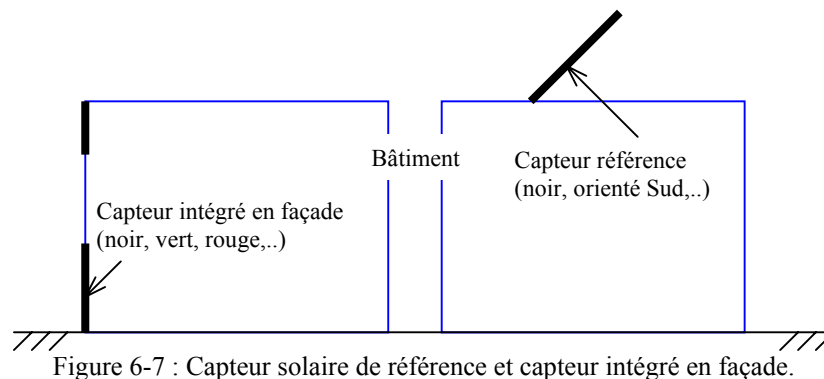 Bâtiment
Capteur référence
(noir, orienté Sud,..)
Capteur intégré en façade
(noir, vert, rouge,..)
Figure 6-7 : Capteur solaire de référence et capteur intégré en façade.